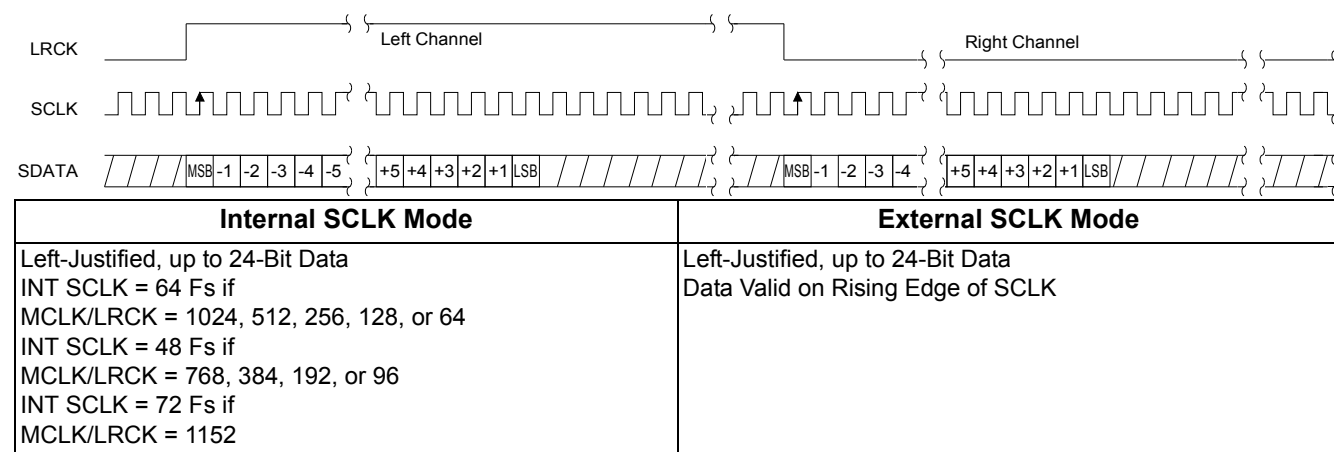 LRCK Left Channel Right Channel
SCLK
SDATA MSB -1 -2 -3 -4 -5 +5 +4 +3 +2 +1 LSB MSB -1 -2 -3 -4 +5 +4 +3 +2 +1 LSB
Internal SCLK Mode
External SCLK Mode
Left-Justified, up to 24-Bit Data
INT SCLK = 64 Fs if
MCLK/LRCK = 1024, 512, 256, 128, or 64
INT SCLK = 48 Fs if
MCLK/LRCK = 768, 384, 192, or 96
INT SCLK = 72 Fs if
MCLK/LRCK = 1152
Left-Justified, up to 24-Bit Data
Data Valid on Rising Edge of SCLK